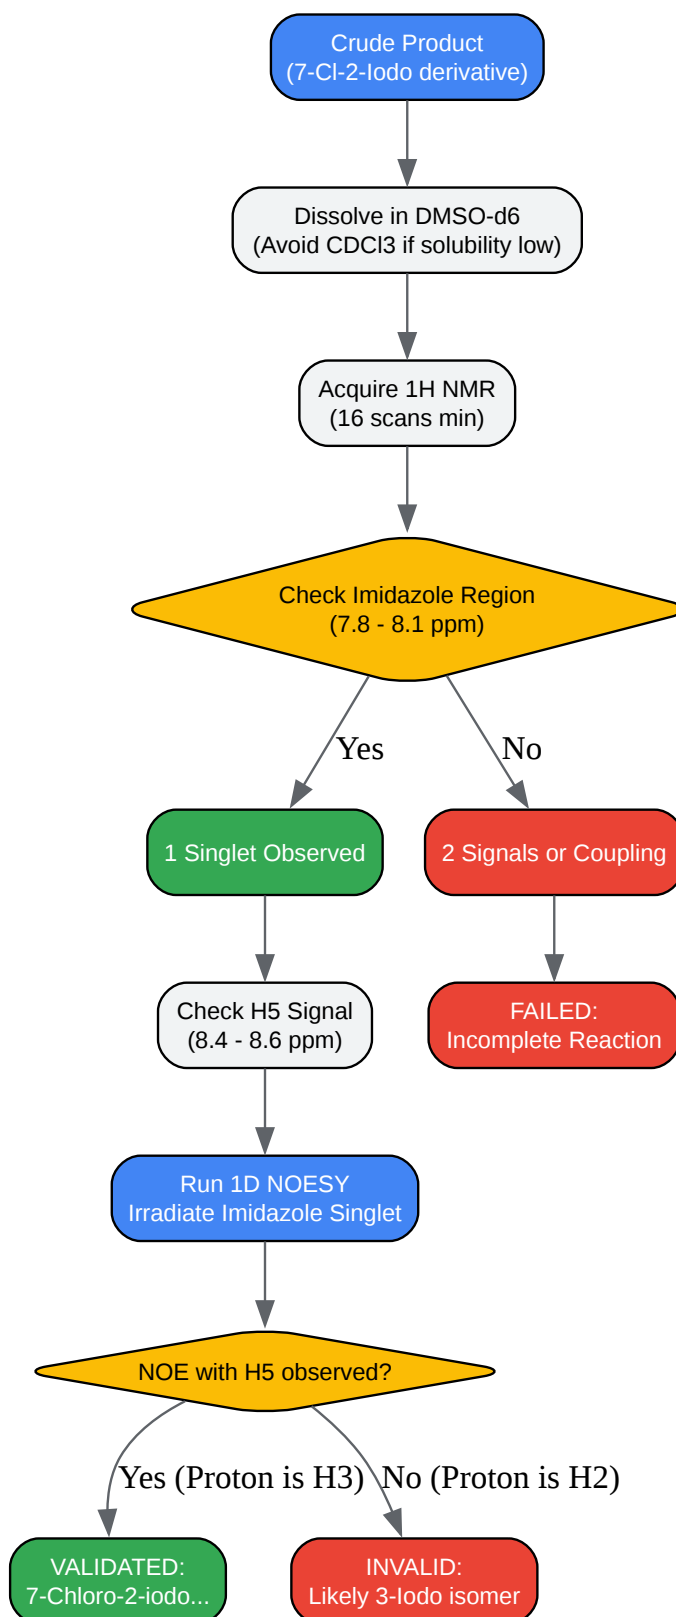 Crude Product
(7-Cl-2-Iodo derivative)
Dissolve in DMSO-d6
(Avoid CDCl3 if solubility low)
Acquire 1H NMR
(16 scans min)
Check Imidazole Region
(7.8 - 8.1 ppm)
Yes
No
1 Singlet Observed
2 Signals or Coupling
Check H5 Signal
(8.4 - 8.6 ppm)
FAILED:
Incomplete Reaction
Run 1D NOESY
Irradiate Imidazole Singlet
NOE with H5 observed?
Yes (Proton is H3)
No (Proton is H2)
VALIDATED:
7-Chloro-2-iodo...
INVALID:
Likely 3-Iodo isomer